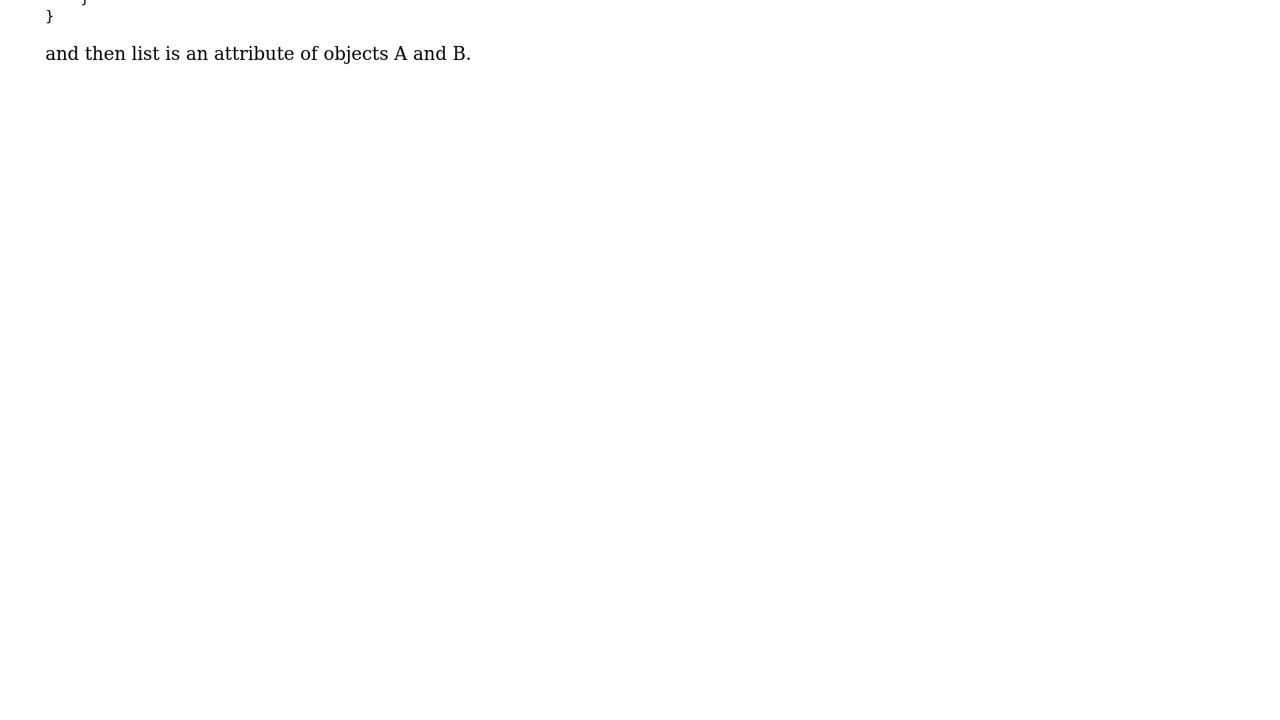 }
and then list is an attribute of objects A and B.